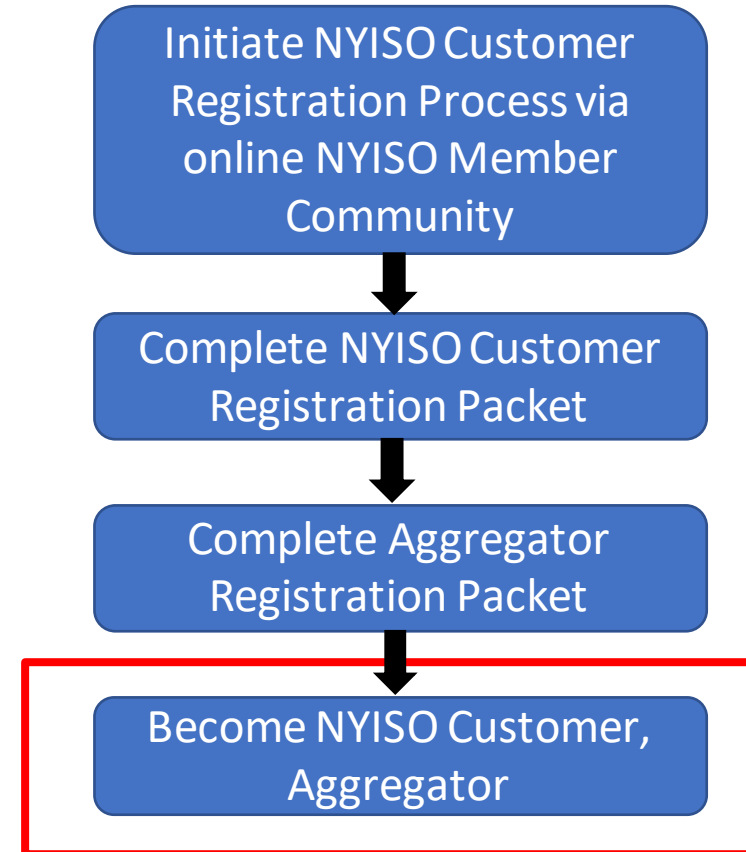 Initiate NYISO Customer
Registration Process via
online NYISO Member
Community
Complete NYISO Customer
Registration Packet
Complete Aggregator
Registration Packet
Become NYISO Customer,
Aggregator